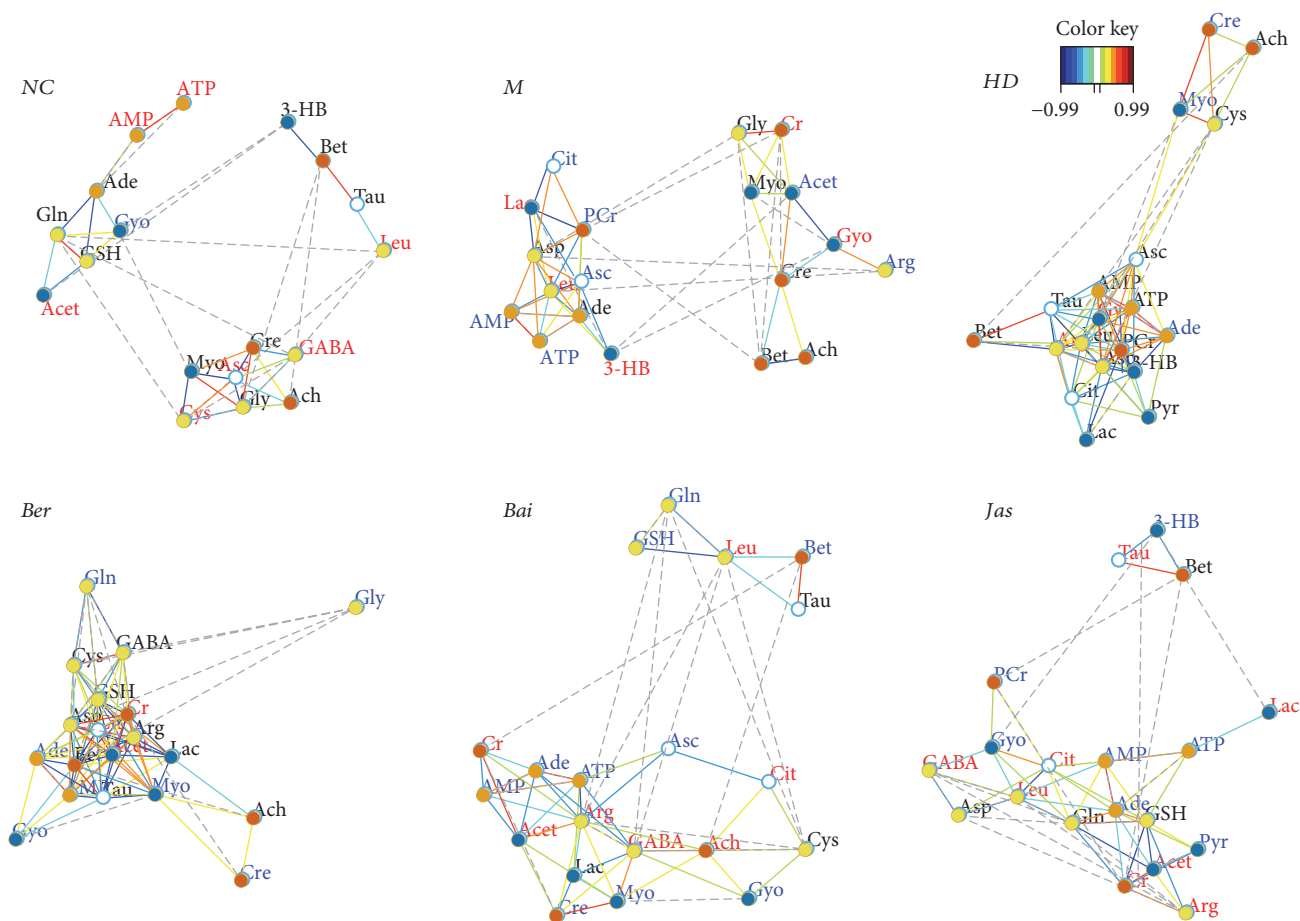 NC
ATP
AMP
Ade
Gln
Gyo
GSH
Acet
3-HB
Bet
Tau
Leu
Cre
GABA
Myo
Asc
Gly
Ach
Cys
M
Gly
Cr
Cit
Myo
Acet
La
PCr
Asp
Gyo
Arg
Asc
Cre
Leu
Ade
AMP
ATP
3-HB
Bet
Ach
HD
Color key
−0.99 0.99
Cre
Ach
Myo
Cys
Asc
AMP
Tau
ATP
Ade
Bet
Leu
PCr
Asp
3-HB
Cit
Pyr
Lac
Ber
Gln
Gly
GABA
Cys
GSH
Cr
Asp
Arg
Ade
Bet
Acet
Lac
Tau
Myo
Gyo
Ach
Cre
Bai
Gln
GSH
Leu
Bet
Tau
Cr
Asc
Ade
ATP
Cit
AMP
Arg
Acet
GABA
Ach
Cys
Lac
Myo
Gyo
Cre
Jas
3-HB
Tau
Bet
PCr
Lac
Gyo
ATP
GABA
Cit
AMP
Leu
Asp
Ade
Gln
GSH
Pyr
Acet
Cr
Arg